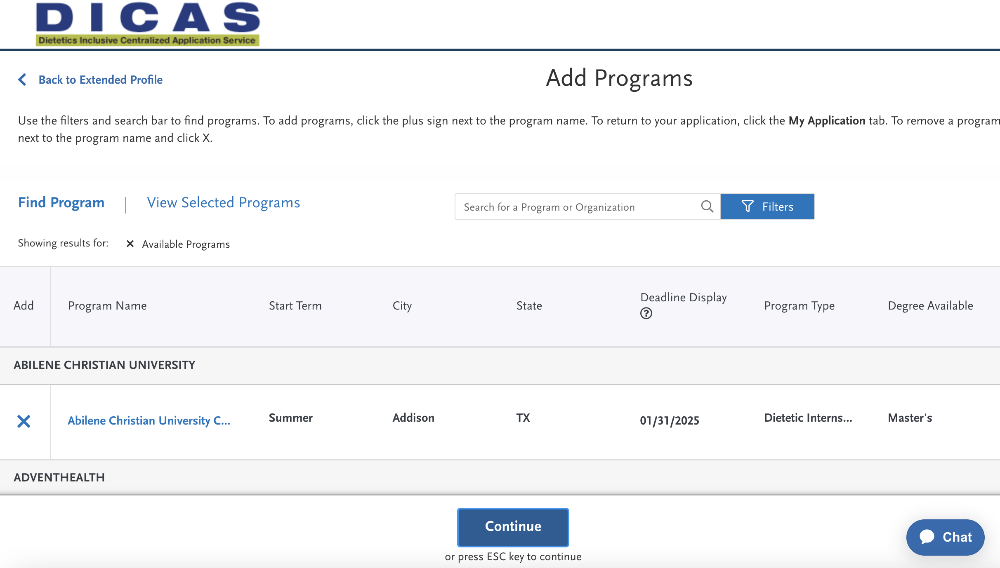 DICAS
Dietetics Inclusive Centralized Application Service
Back to Extended Profile
Add Programs
Use the filters and search bar to find programs. To add programs, click the plus sign next to the program name. To return to your application, click the My Application tab. To remove a program
next to the program name and click X.
Find Program | View Selected Programs
Search for a Program or Organization
Filters
Showing results for: ✕ Available Programs
Add Program Name Start Term City State Deadline Display ? Program Type Degree Available
ABILENE CHRISTIAN UNIVERSITY
Abilene Christian University C... Summer Addison TX 01/31/2025 Dietetic Interns... Master's
ADVENTHEALTH
Continue
or press ESC key to continue
Chat